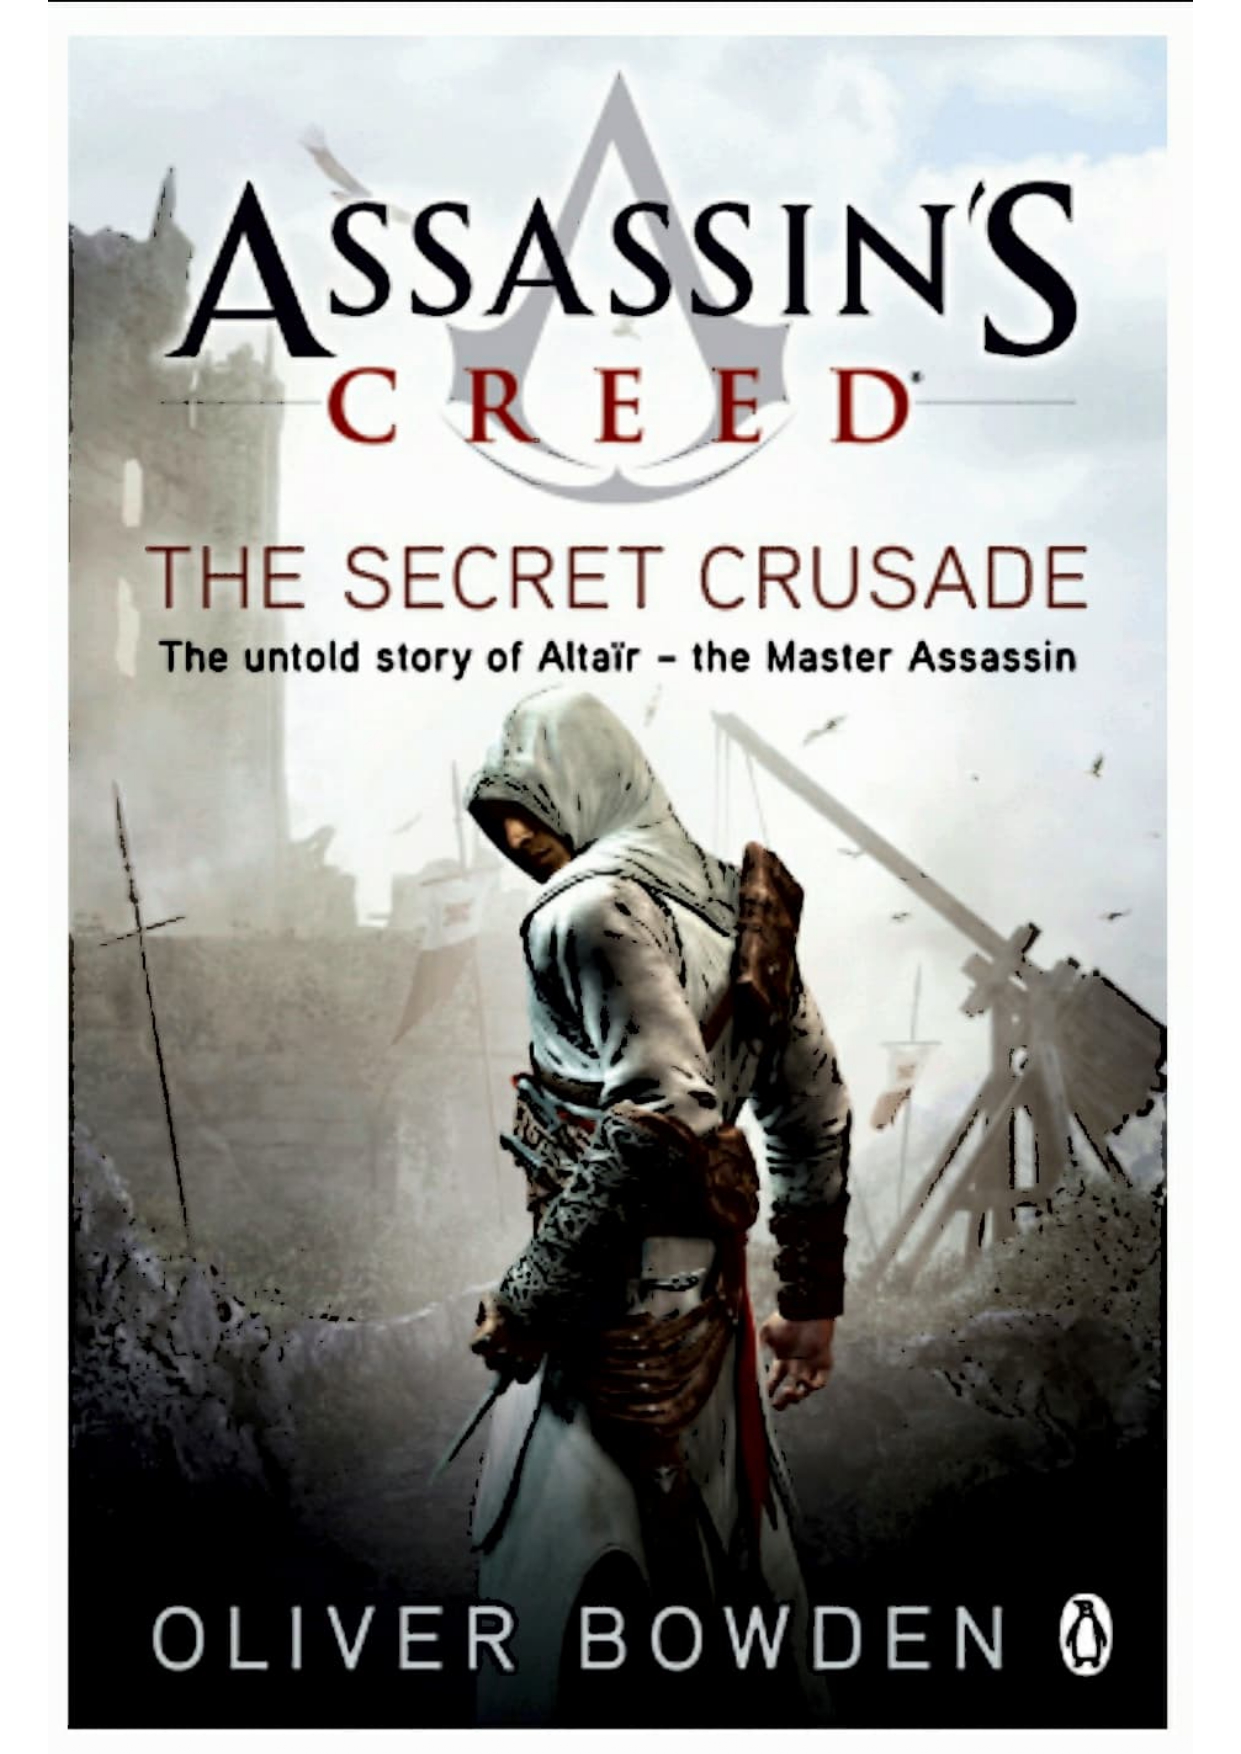 ASSASSIN'S
CREED
THE SECRET CRUSADE
The untold story of Altaïr – the Master Assassin
OLIVER BOWDEN